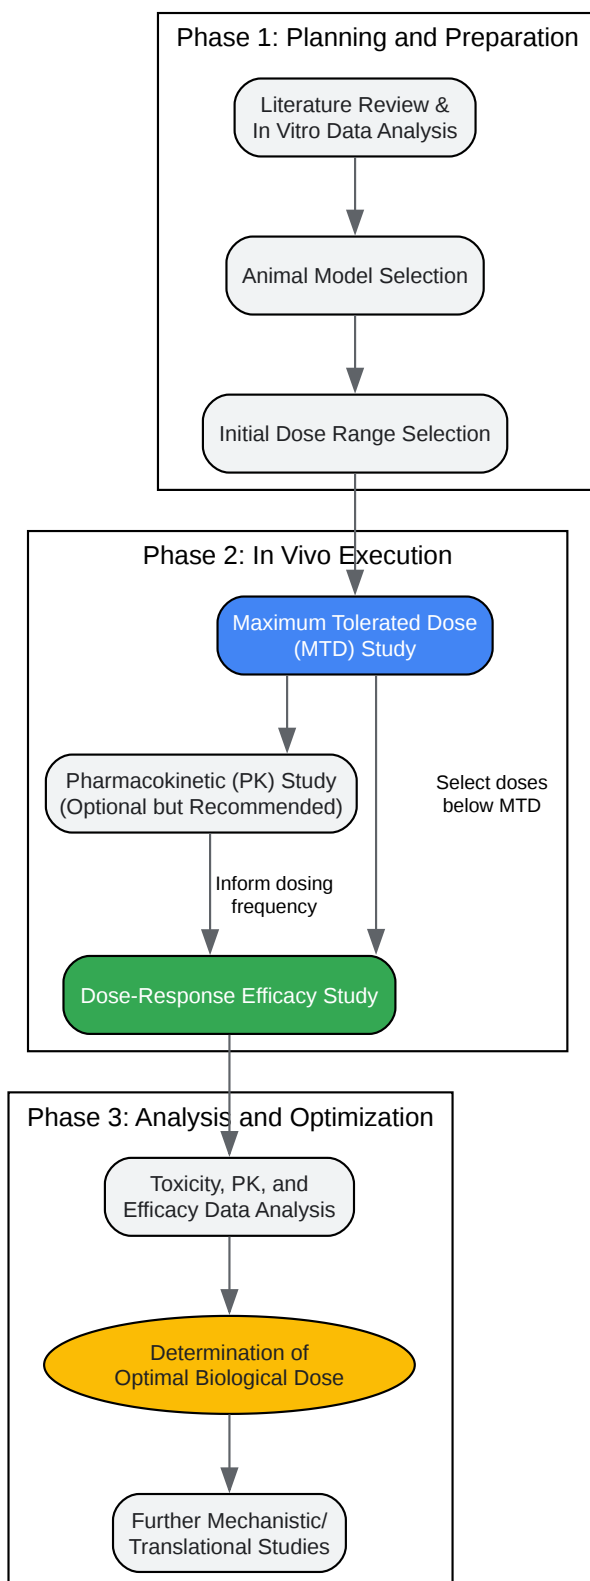 Phase 1: Planning and Preparation
Literature Review &
In Vitro Data Analysis
Animal Model Selection
Initial Dose Range Selection
Phase 2: In Vivo Execution
Maximum Tolerated Dose
(MTD) Study
Pharmacokinetic (PK) Study
(Optional but Recommended)
Select doses
below MTD
Inform dosing
frequency
Dose-Response Efficacy Study
Phase 3: Analysis and Optimization
Toxicity, PK, and
Efficacy Data Analysis
Determination of
Optimal Biological Dose
Further Mechanistic/
Translational Studies